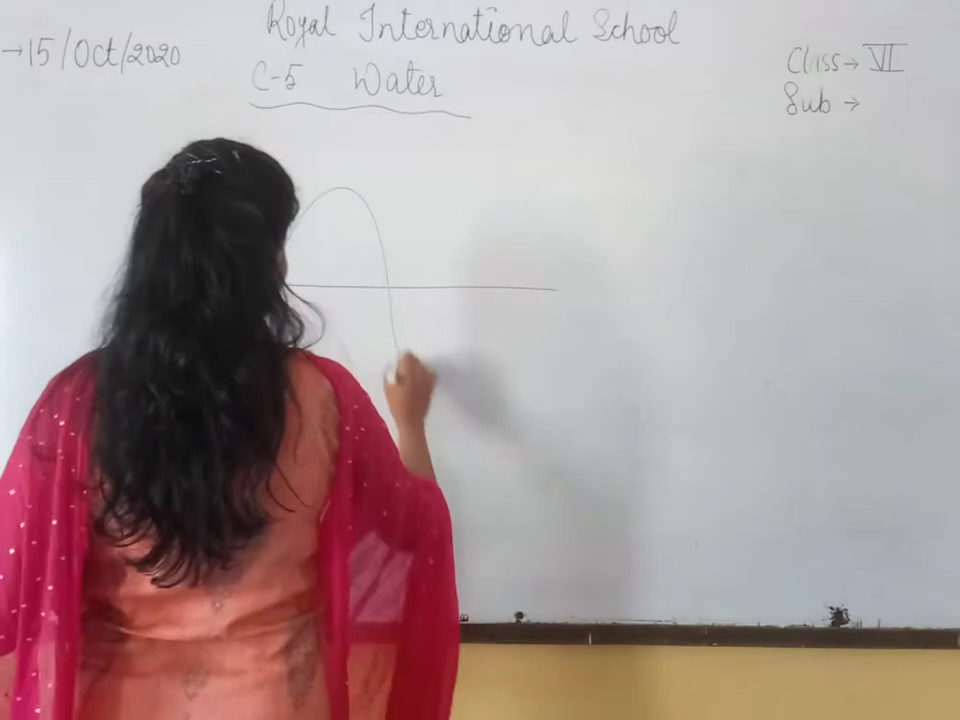 Royal International School
→15/Oct/2020
C-5 Water
Class→ VI
Sub →